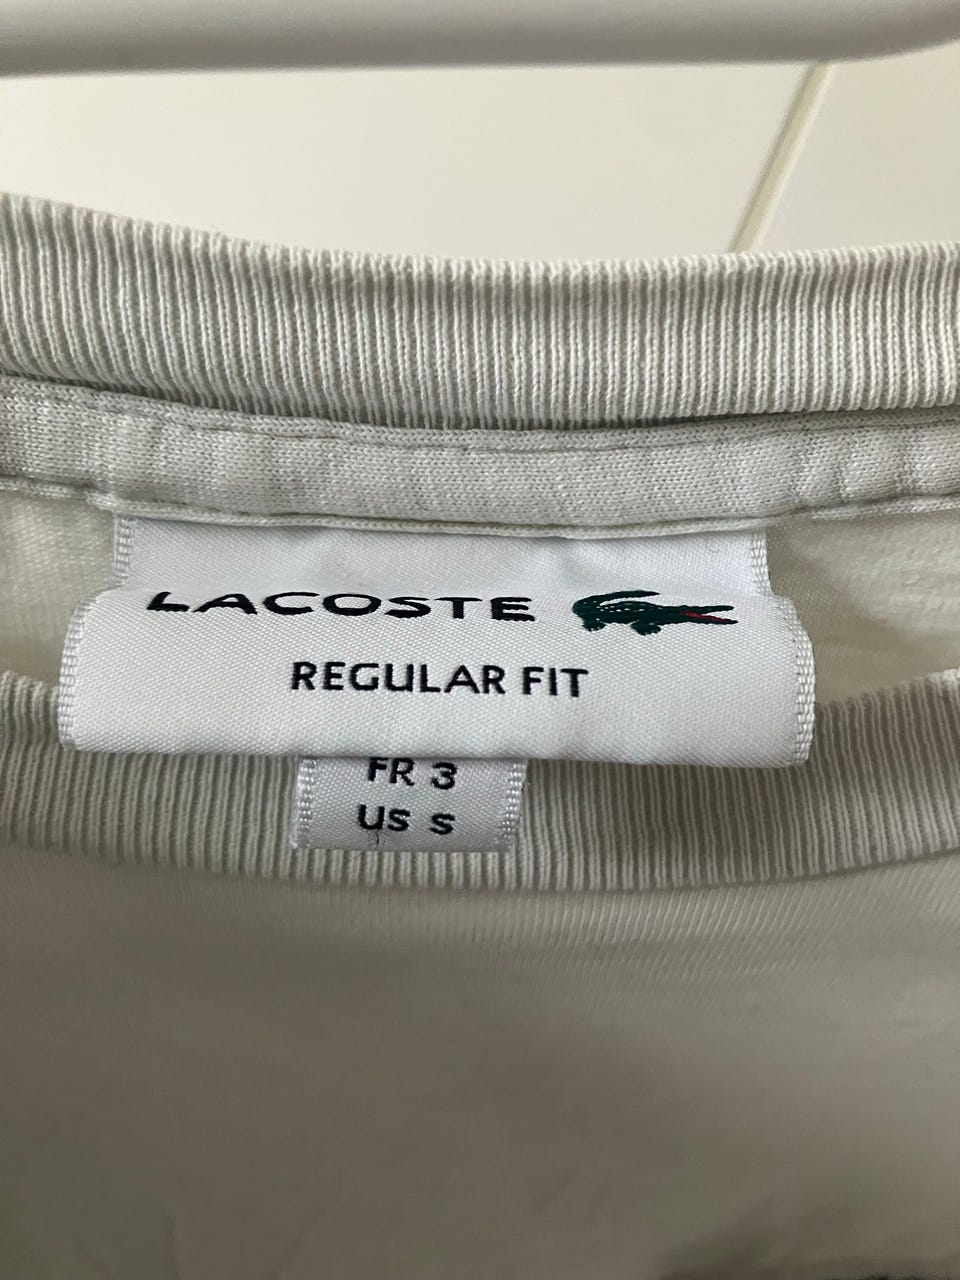 LACOSTE
REGULAR FIT
FR 3
US S